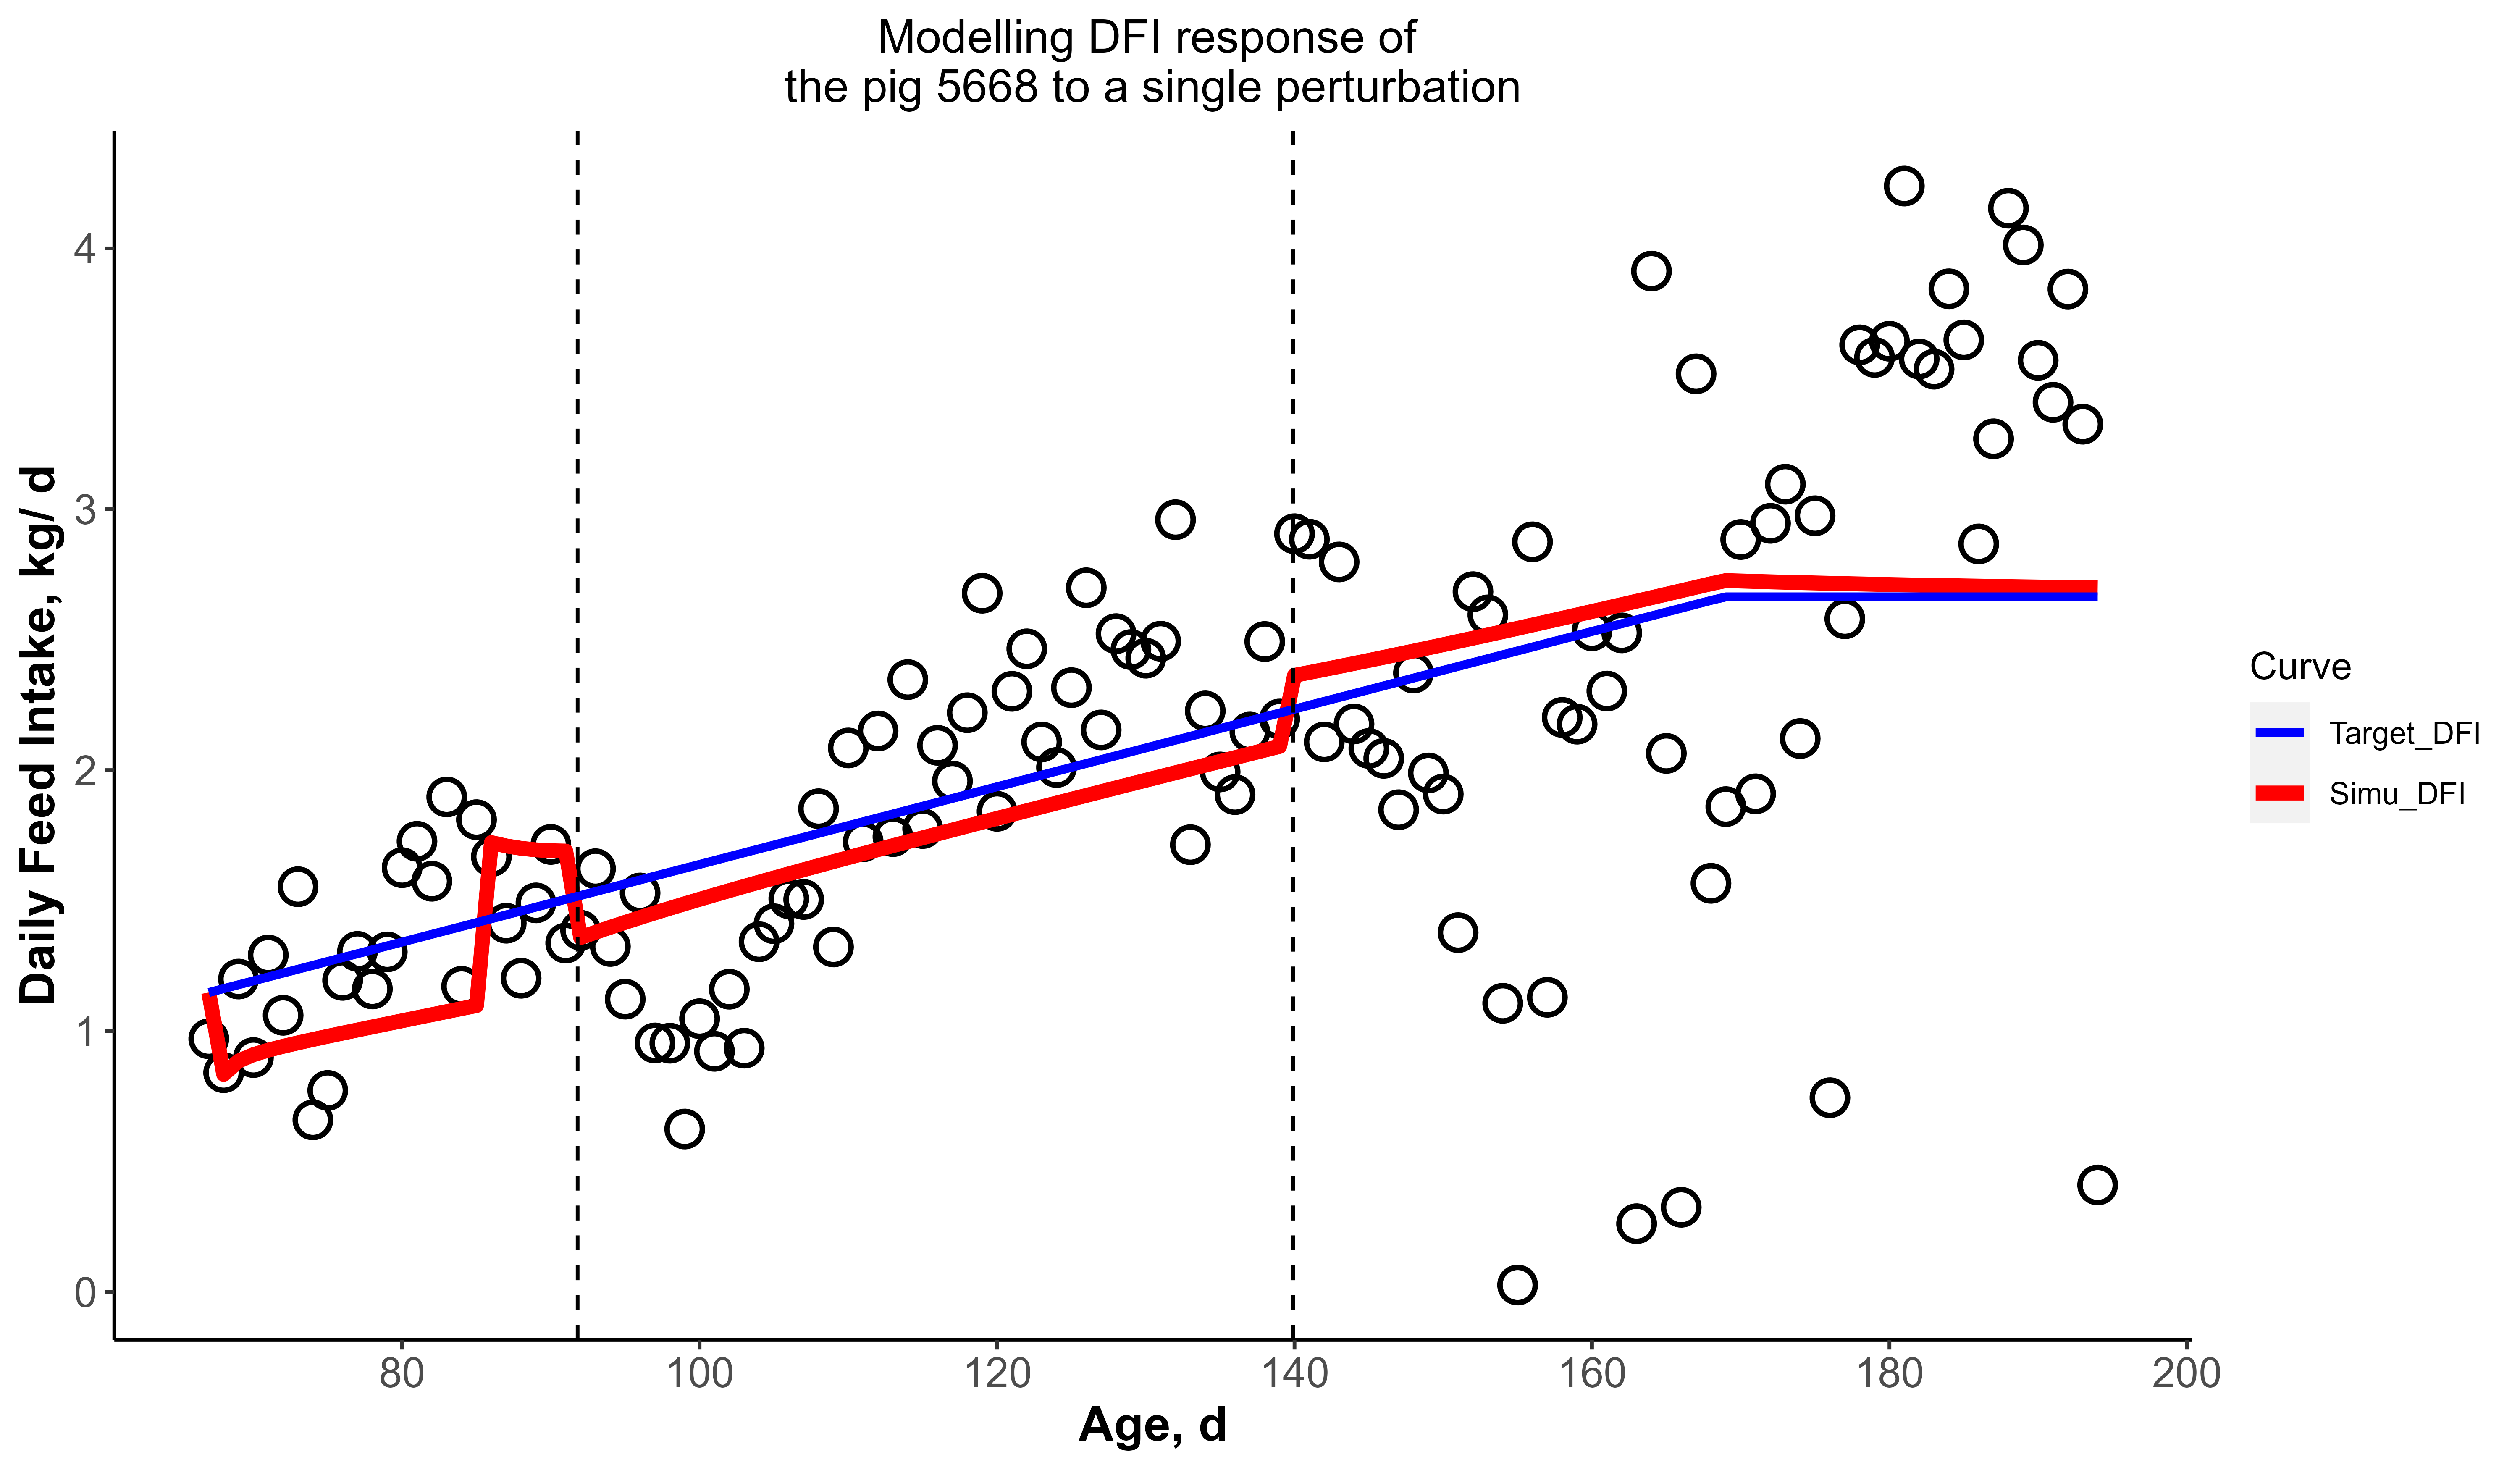 Modelling DFI response of
the pig 5668 to a single perturbation
Daily Feed Intake, kg/ d
4
3
2
1
0
80 100 120 140 160 180 200
Age, d
Curve
Target_DFI
Simu_DFI